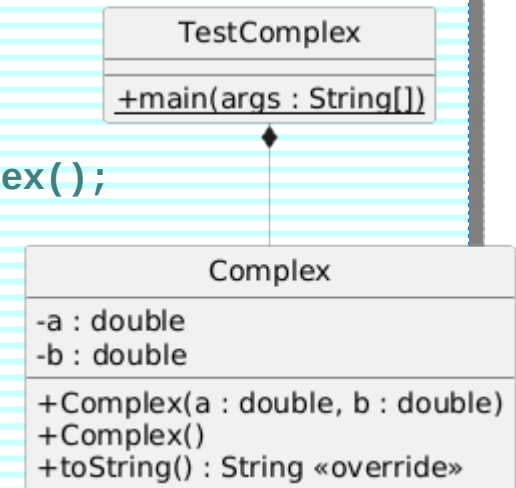 TestComplex
+main(args : String[])
ex();
Complex
-a : double
-b : double
+Complex(a : double, b : double)
+Complex()
+toString() : String «override»